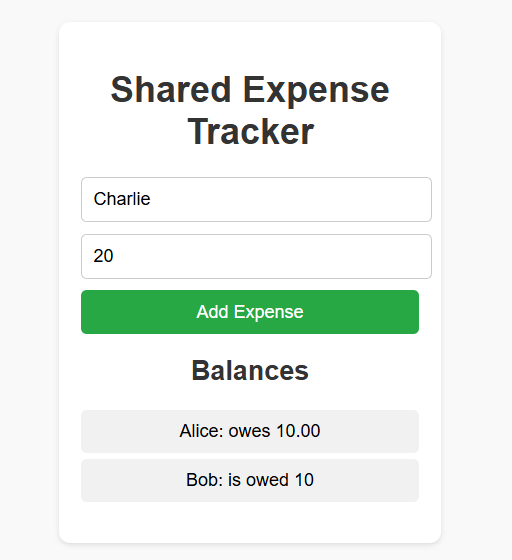 Shared Expense
Tracker
Charlie
20
Add Expense
Balances
Alice: owes 10.00
Bob: is owed 10